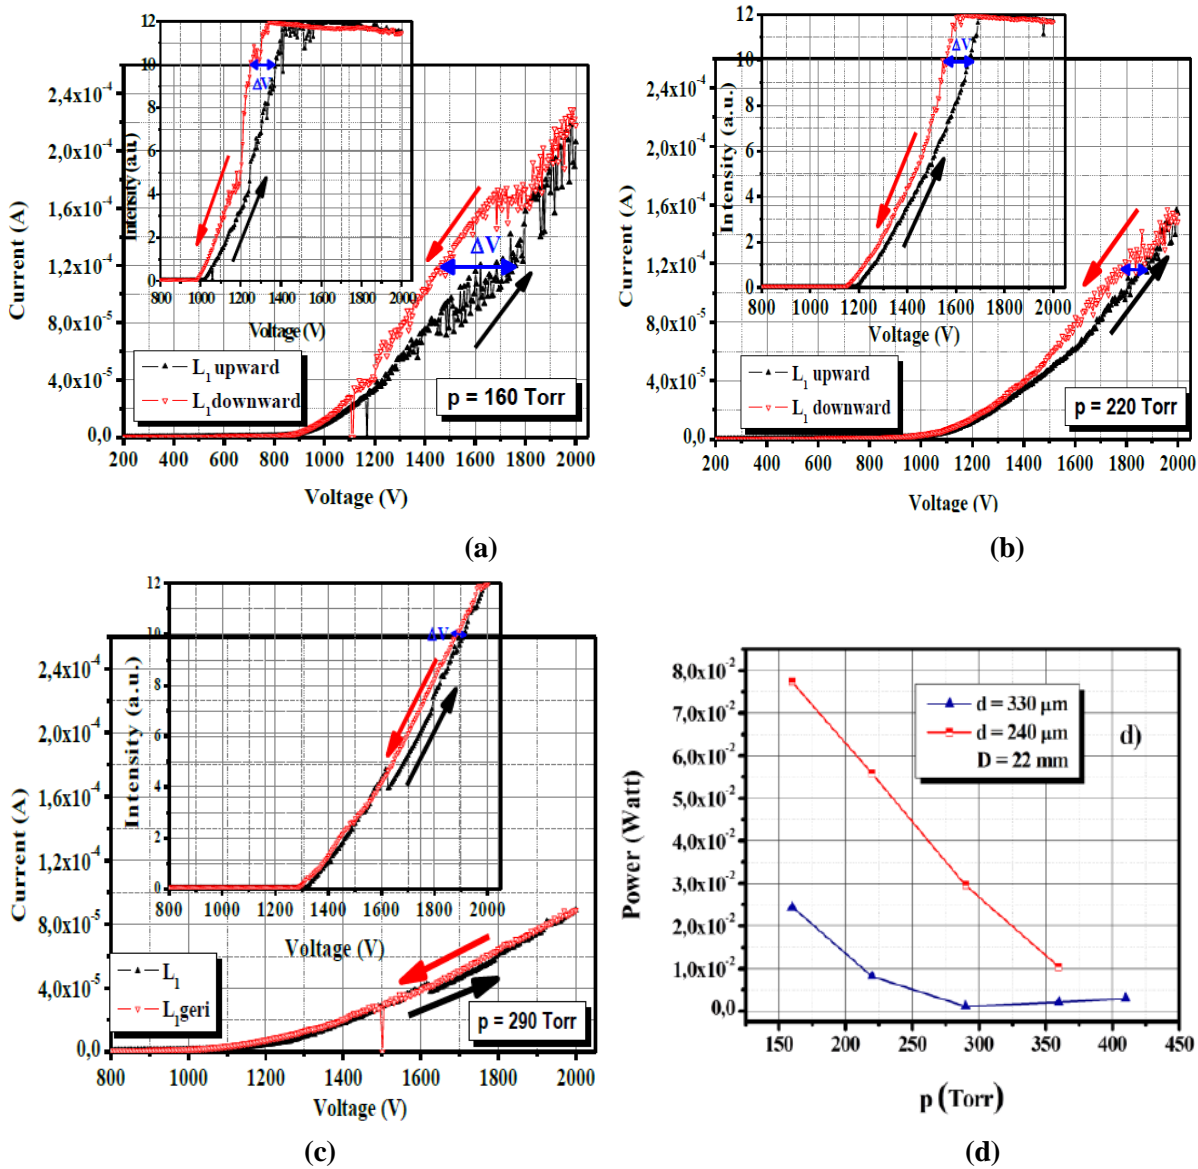 12
10
8
6
4
2
0
Intensity (au)
ΔV
800 1000 1200 1400 1600 1800 2000
Voltage (V)
2,4x10⁻⁴
2,0x10⁻⁴
1,6x10⁻⁴
1,2x10⁻⁴
8,0x10⁻⁵
4,0x10⁻⁵
0,0
Current (A)
ΔV
L₁ upward
L₁ downward
p = 160 Torr
200 400 600 800 1000 1200 1400 1600 1800 2000
Voltage (V)
(a)
12
10
8
6
4
2
0
Intensity (a.u.)
ΔV
800 1000 1200 1400 1600 1800 2000
Voltage (V)
2,4x10⁻⁴
2,0x10⁻⁴
1,6x10⁻⁴
1,2x10⁻⁴
8,0x10⁻⁵
4,0x10⁻⁵
0,0
Current (A)
L₁ upward
L₁ downward
p = 220 Torr
200 400 600 800 1000 1200 1400 1600 1800 2000
Voltage (V)
(b)
12
10
8
6
4
2
0
Intensity (a.u.)
ΔV
800 1000 1200 1400 1600 1800 2000
Voltage (V)
2,4x10⁻⁴
2,0x10⁻⁴
1,6x10⁻⁴
1,2x10⁻⁴
8,0x10⁻⁵
4,0x10⁻⁵
0,0
Current (A)
L₁
L₁geri
p = 290 Torr
800 1000 1200 1400 1600 1800 2000
Voltage (V)
(c)
8,0x10⁻²
7,0x10⁻²
6,0x10⁻²
5,0x10⁻²
4,0x10⁻²
3,0x10⁻²
2,0x10⁻²
1,0x10⁻²
0,0
Power (Watt)
d = 330 μm
d = 240 μm
D = 22 mm
d)
150 200 250 300 350 400 450
p (Torr)
(d)